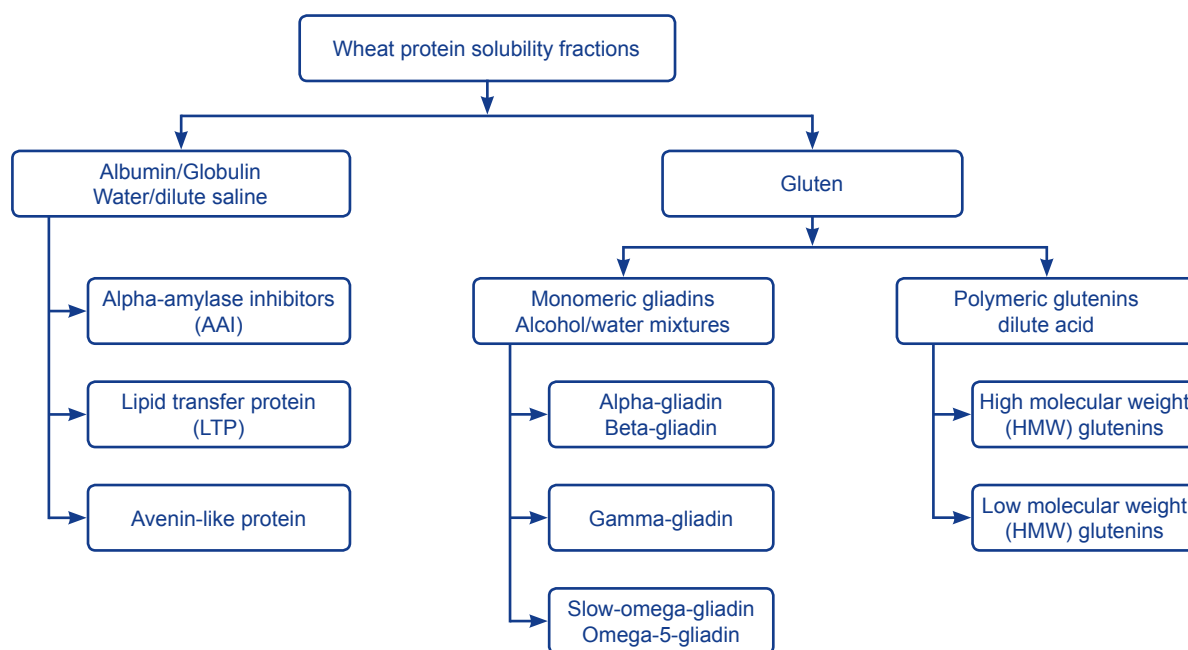 Wheat protein solubility fractions
Albumin/Globulin
Water/dilute saline
Gluten
Alpha-amylase inhibitors
(AAI)
Lipid transfer protein
(LTP)
Avenin-like protein
Monomeric gliadins
Alcohol/water mixtures
Alpha-gliadin
Beta-gliadin
Gamma-gliadin
Slow-omega-gliadin
Omega-5-gliadin
Polymeric glutenins
dilute acid
High molecular weight
(HMW) glutenins
Low molecular weight
(HMW) glutenins